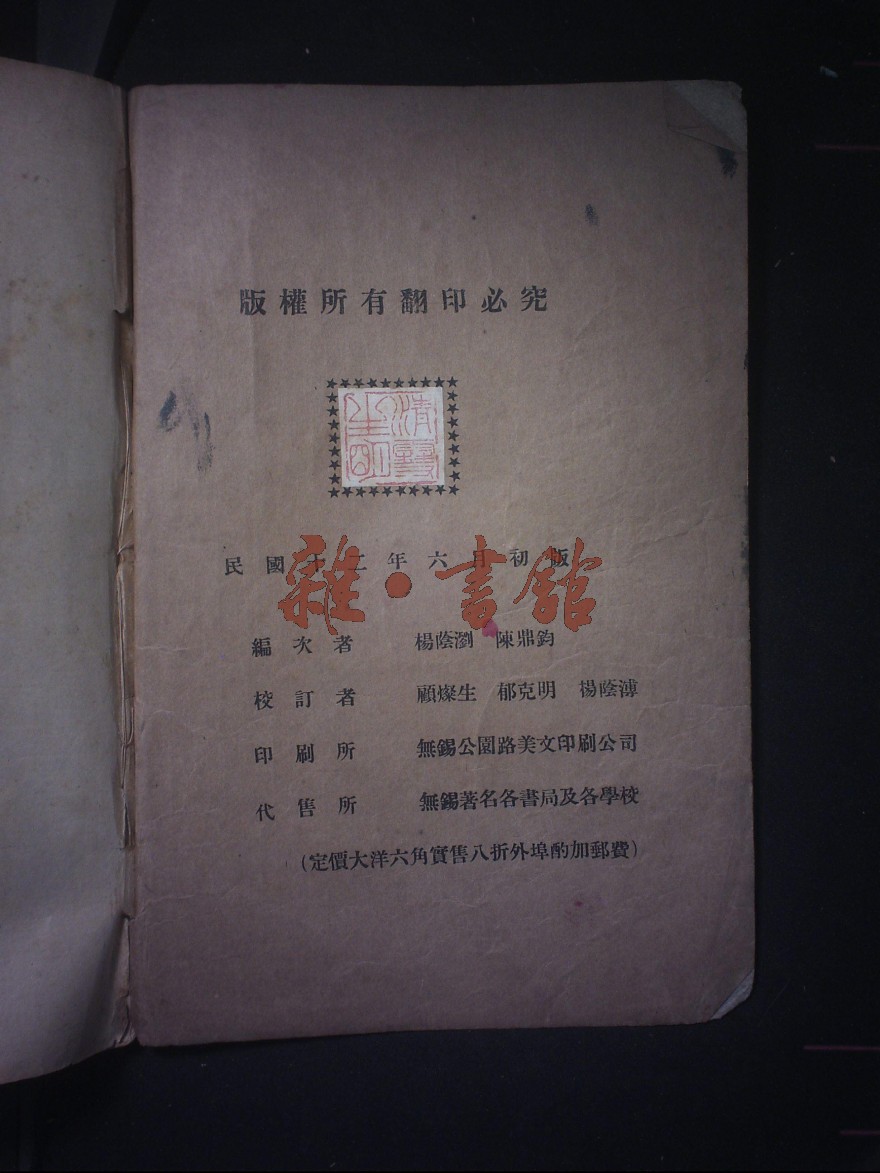 版權所有翻印必究
民國十二年六月初版
雜·書館
編次者 楊蔭瀏 陳鼎鈞
校訂者 顧燦生 郁克明 楊蔭溥
印刷所 無錫公園路美文印刷公司
代售所 無錫著名各書局及各學校
(定價大洋六角實售八折外埠酌加郵費)